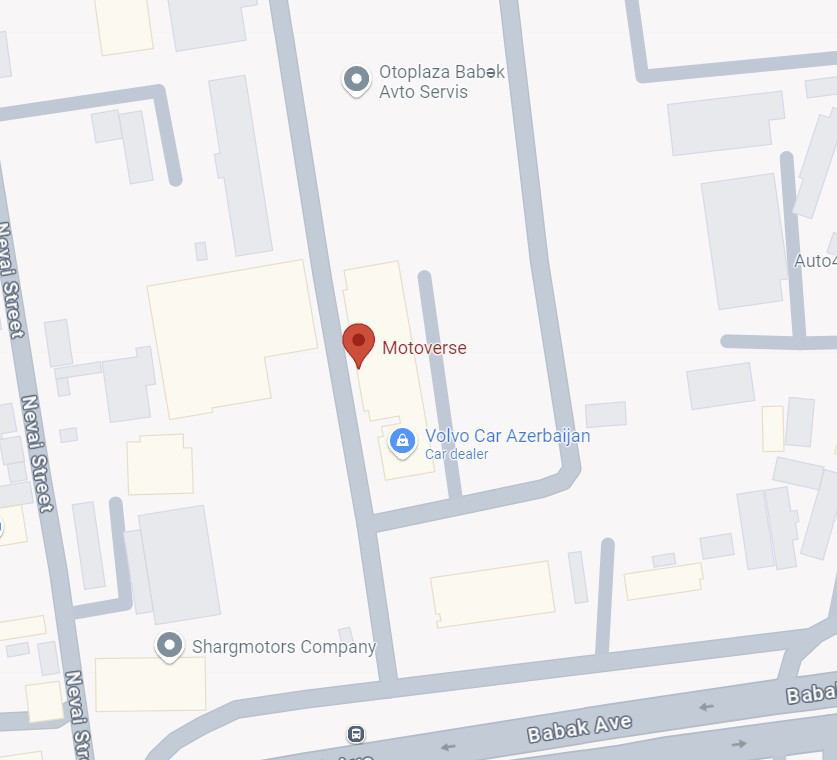 Otoplaza Babək
Avto Servis
Nevai Street
Auto4
Motoverse
Nevai Street
Volvo Car Azerbaijan
Car dealer
Shargmotors Company
Nevai Str
Babak Ave
Baba